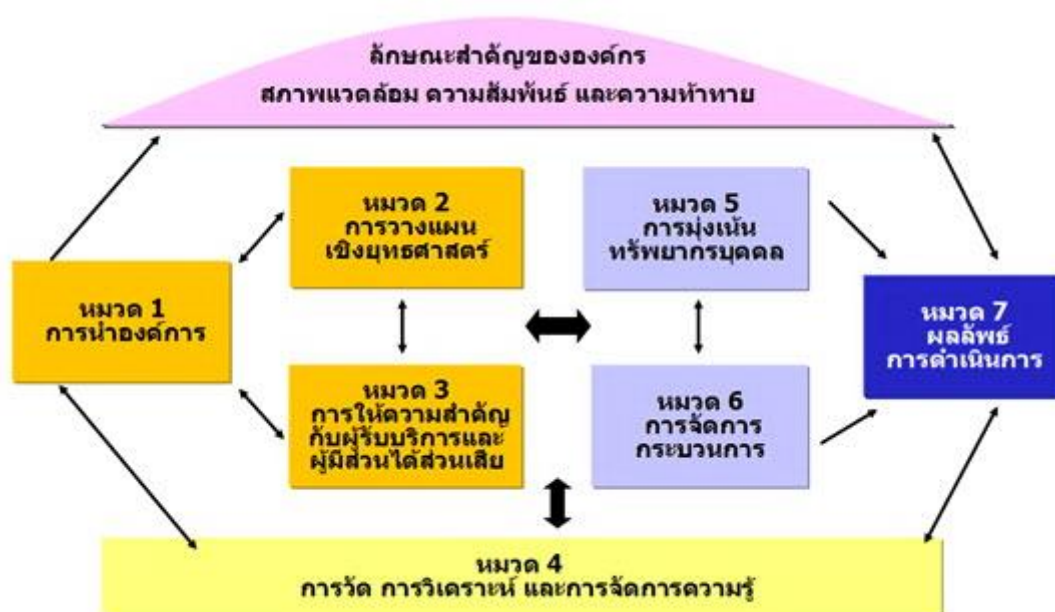 ลักษณะสำคัญขององค์กร
สภาพแวดล้อม ความสัมพันธ์ และความท้าทาย
หมวด 2
การวางแผน
เชิงยุทธศาสตร์
หมวด 5
การมุ่งเน้น
ทรัพยากรบุคคล
หมวด 1
การนำองค์การ
หมวด 7
ผลลัพธ์
การดำเนินการ
หมวด 3
การให้ความสำคัญ
กับผู้รับบริการและ
ผู้มีส่วนได้ส่วนเสีย
หมวด 6
การจัดการ
กระบวนการ
หมวด 4
การวัด การวิเคราะห์ และการจัดการความรู้